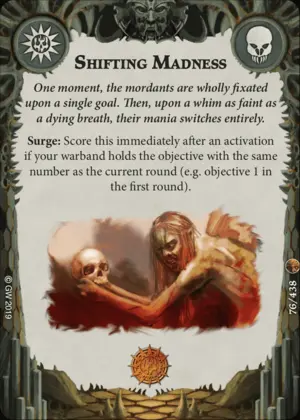 SHIFTING MADNESS
One moment, the mordants are wholly fixated
upon a single goal. Then, upon a whim as faint as
a dying breath, their mania switches entirely.
Surge: Score this immediately after an activation
if your warband holds the objective with the same
number as the current round (e.g. objective 1 in
the first round).
© GW 2019
76/438